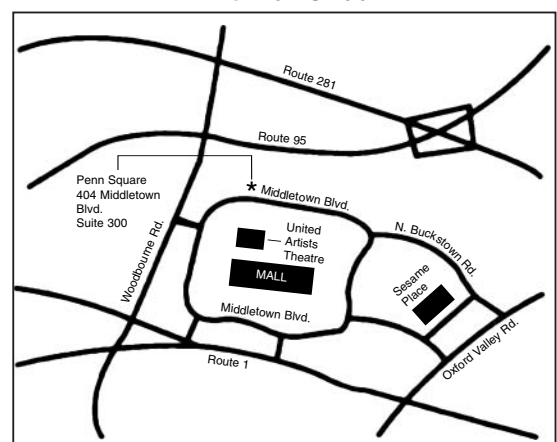 Route 281
Route 95
Penn Square
404 Middletown
Blvd.
Suite 300
* Middletown Blvd.
N. Buckstown Rd.
United
Artists
Theatre
MALL
Sesame
Place
Woodbourne Rd.
Middletown Blvd.
Route 1
Oxford Valley Rd.